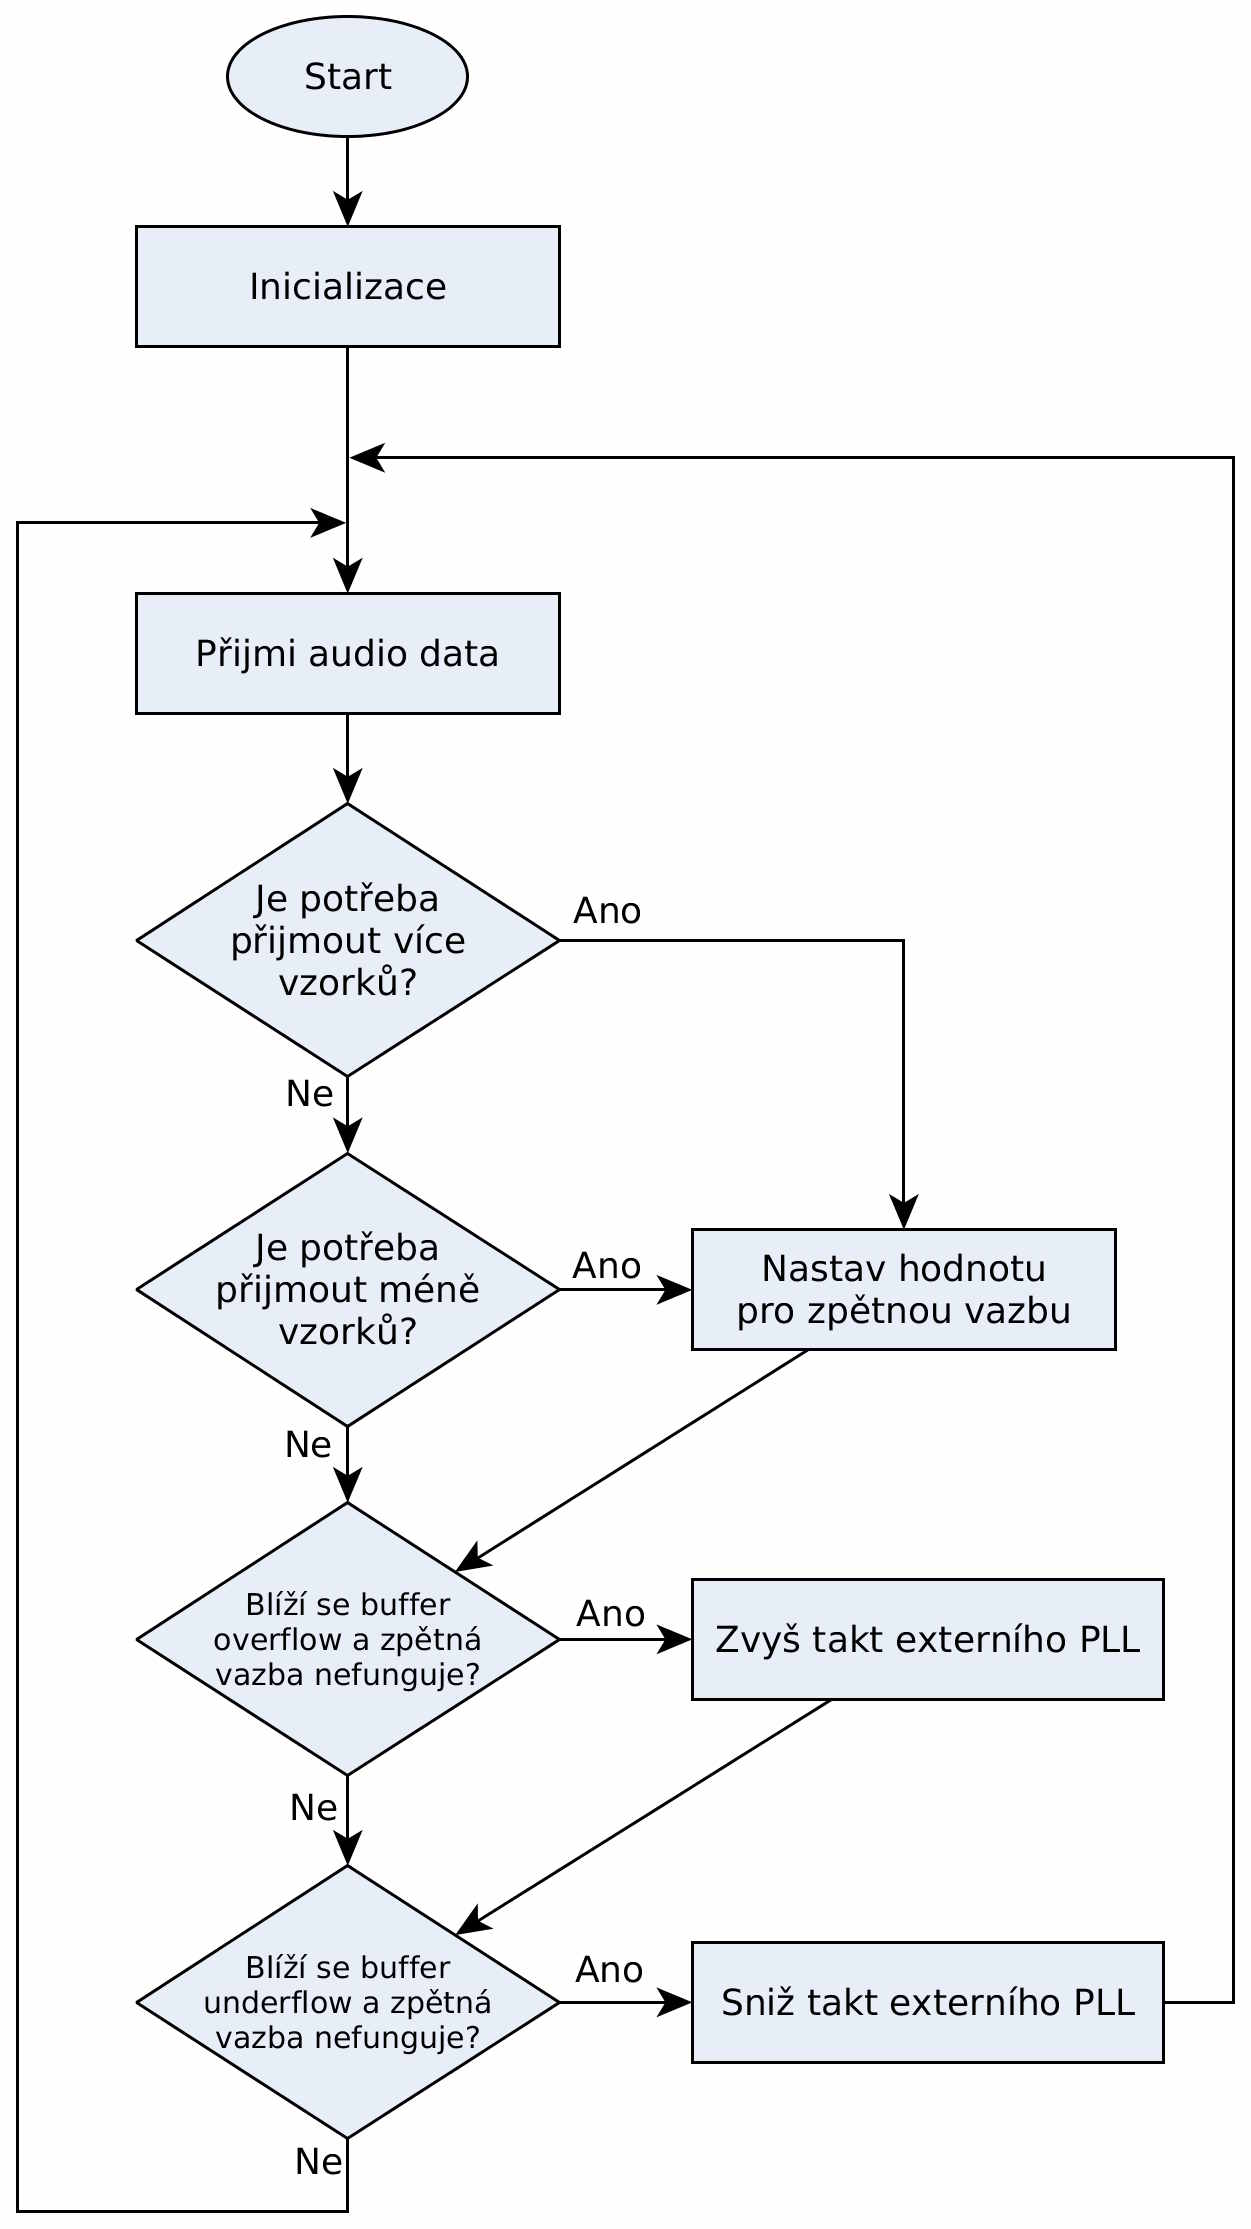 Start
Inicializace
Přijmi audio data
Je potřeba
přijmout více
vzorků?
Ano
Ne
Je potřeba
přijmout méně
vzorků?
Ano
Nastav hodnotu
pro zpětnou vazbu
Ne
Blíží se buffer
overflow a zpětná
vazba nefunguje?
Ano
Zvyš takt externího PLL
Ne
Blíží se buffer
underflow a zpětná
vazba nefunguje?
Ano
Sniž takt externího PLL
Ne